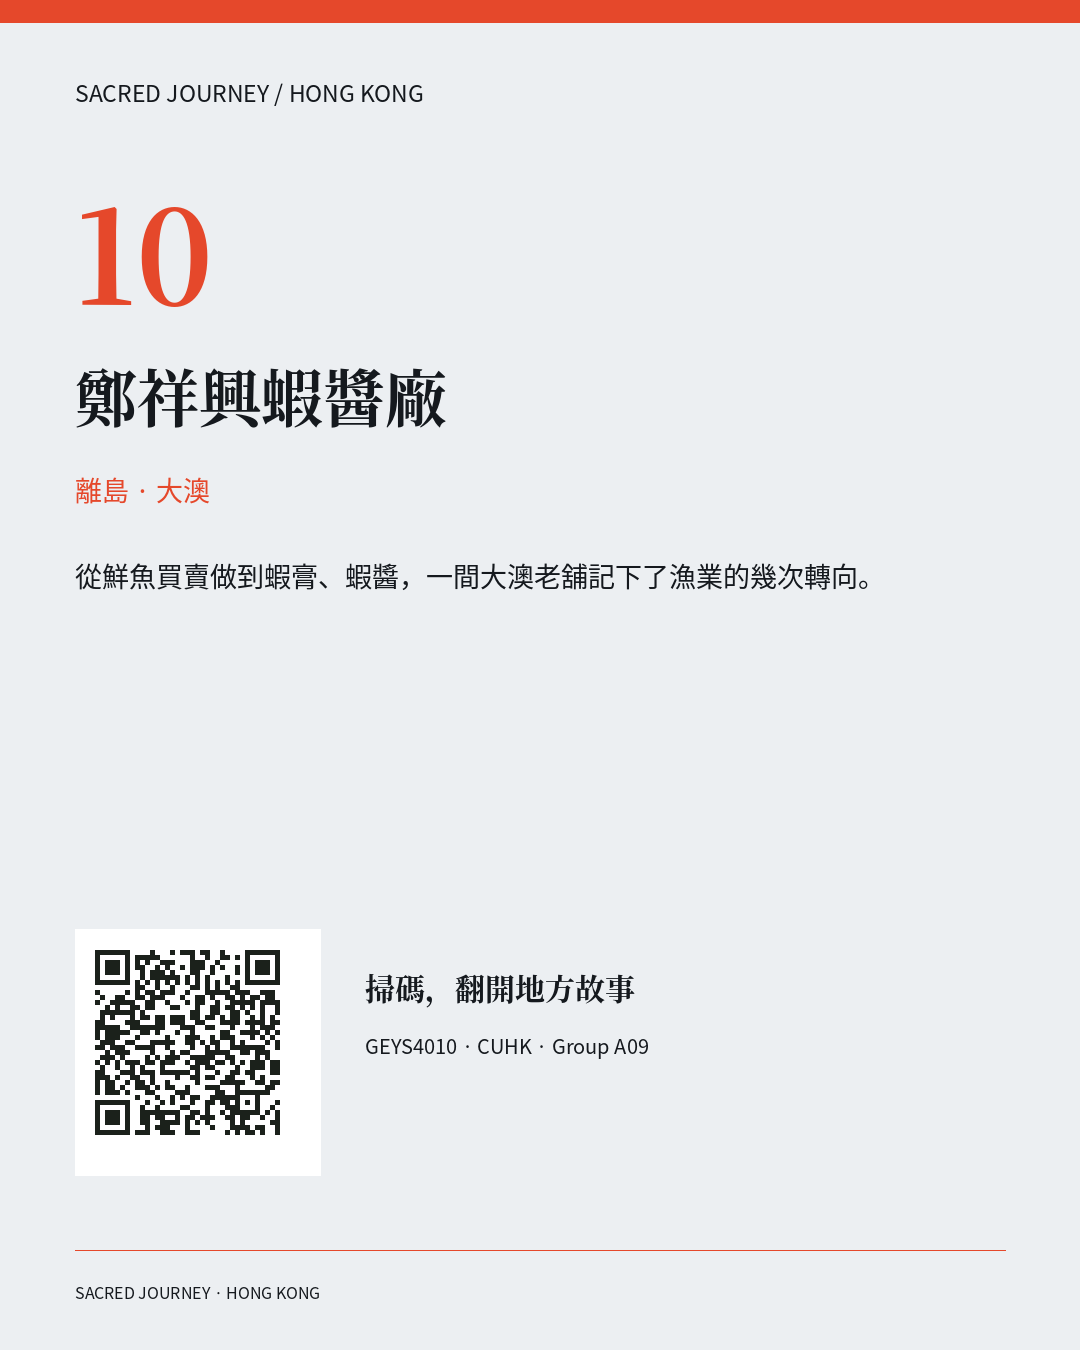 SACRED JOURNEY / HONG KONG
10
鄭祥興蝦醬廠
離島 · 大澳
從鮮魚買賣做到蝦膏、蝦醬，一間大澳老舖記下了漁業的幾次轉向。
掃碼，翻開地方故事
GEYS4010 · CUHK · Group A09
SACRED JOURNEY · HONG KONG